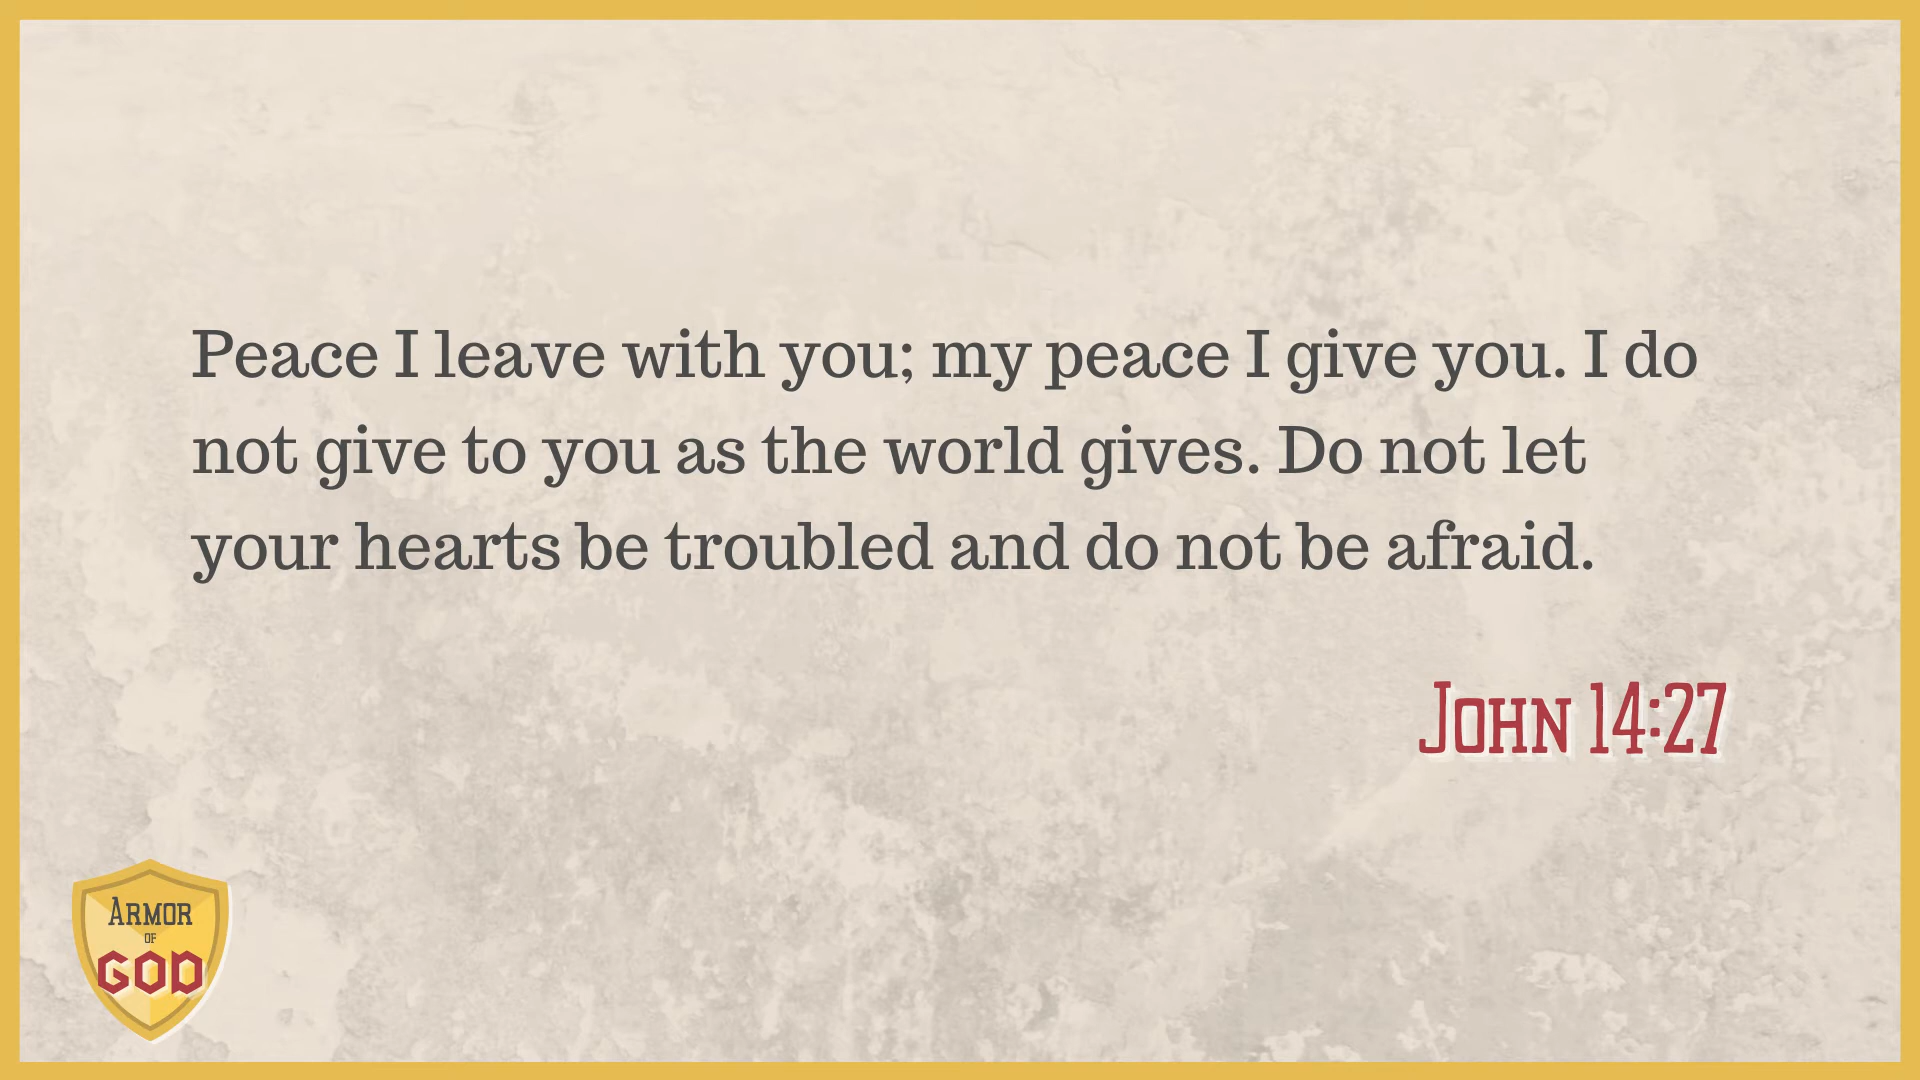 Peace I leave with you; my peace I give you. I do
not give to you as the world gives. Do not let
your hearts be troubled and do not be afraid.
John 14:27
Armor
of
GOD